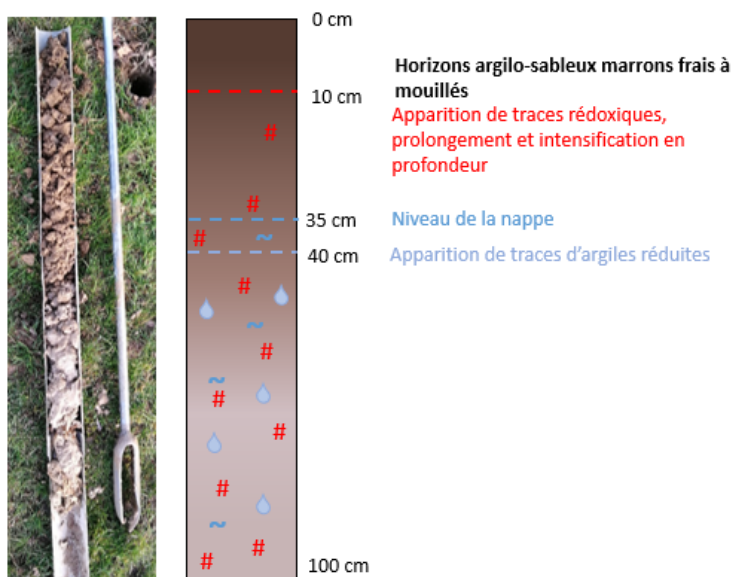 0 cm
Horizons argilo-sableux marrons frais à
mouillés
10 cm
Apparition de traces rédoxiques,
prolongement et intensification en
profondeur
#
#
35 cm
Niveau de la nappe
# ~
40 cm
Apparition de traces d'argiles réduites
#
~
#
~
#
#
#
~
#
#
100 cm